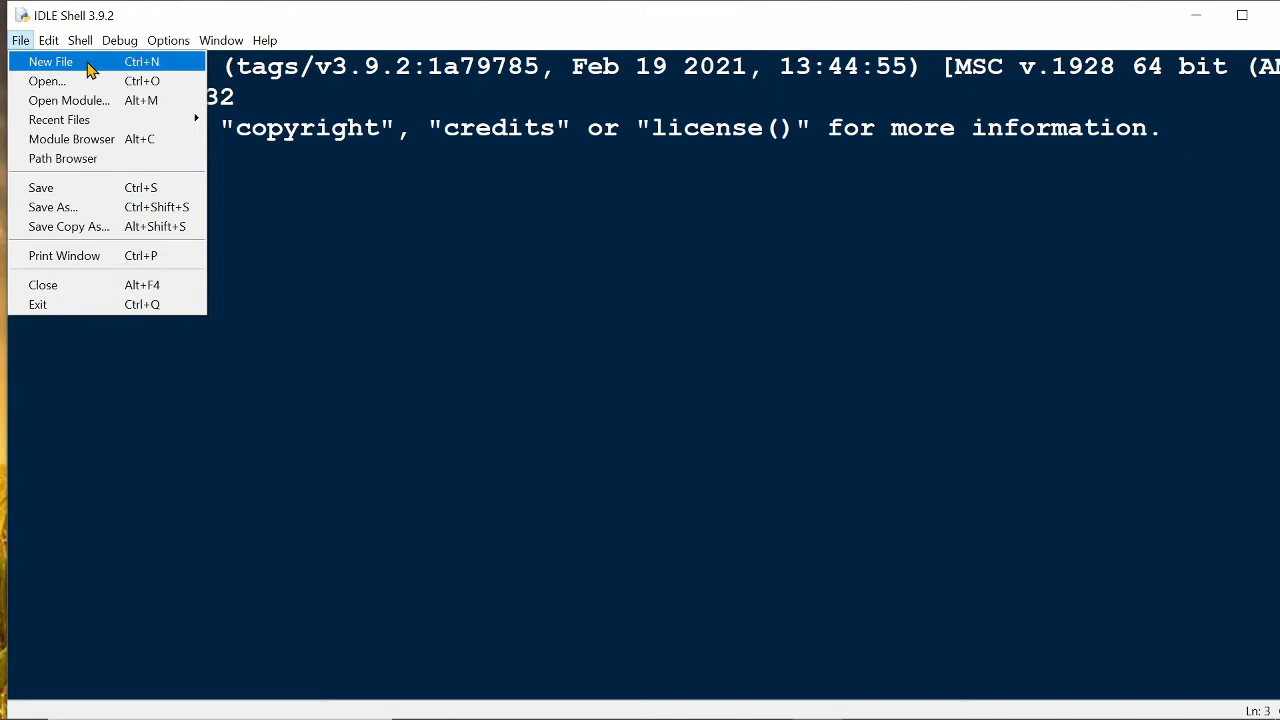 IDLE Shell 3.9.2
File Edit Shell Debug Options Window Help
New File Ctrl+N
Open... Ctrl+O
Open Module... Alt+M
Recent Files
Module Browser Alt+C
Path Browser
Save Ctrl+S
Save As... Ctrl+Shift+S
Save Copy As... Alt+Shift+S
Print Window Ctrl+P
Close Alt+F4
Exit Ctrl+Q
(tags/v3.9.2:1a79785, Feb 19 2021, 13:44:55) [MSC v.1928 64 bit (AM
32
"copyright", "credits" or "license()" for more information.
Ln: 3